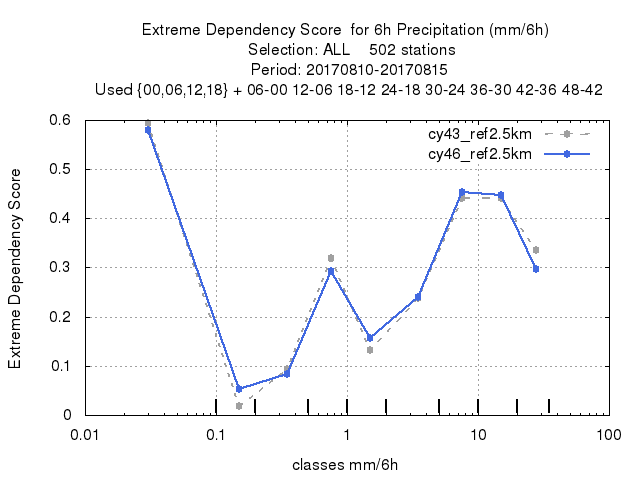 Extreme Dependency Score  for 6h Precipitation (mm/6h)
Selection: ALL    502 stations
Period: 20170810-20170815
Used {00,06,12,18} + 06-00 12-06 18-12 24-18 30-24 36-30 42-36 48-42
cy43_ref2.5km
cy46_ref2.5km
Extreme Dependency Score
0.6
0.5
0.4
0.3
0.2
0.1
0
0.01
0.1
1
10
100
classes mm/6h